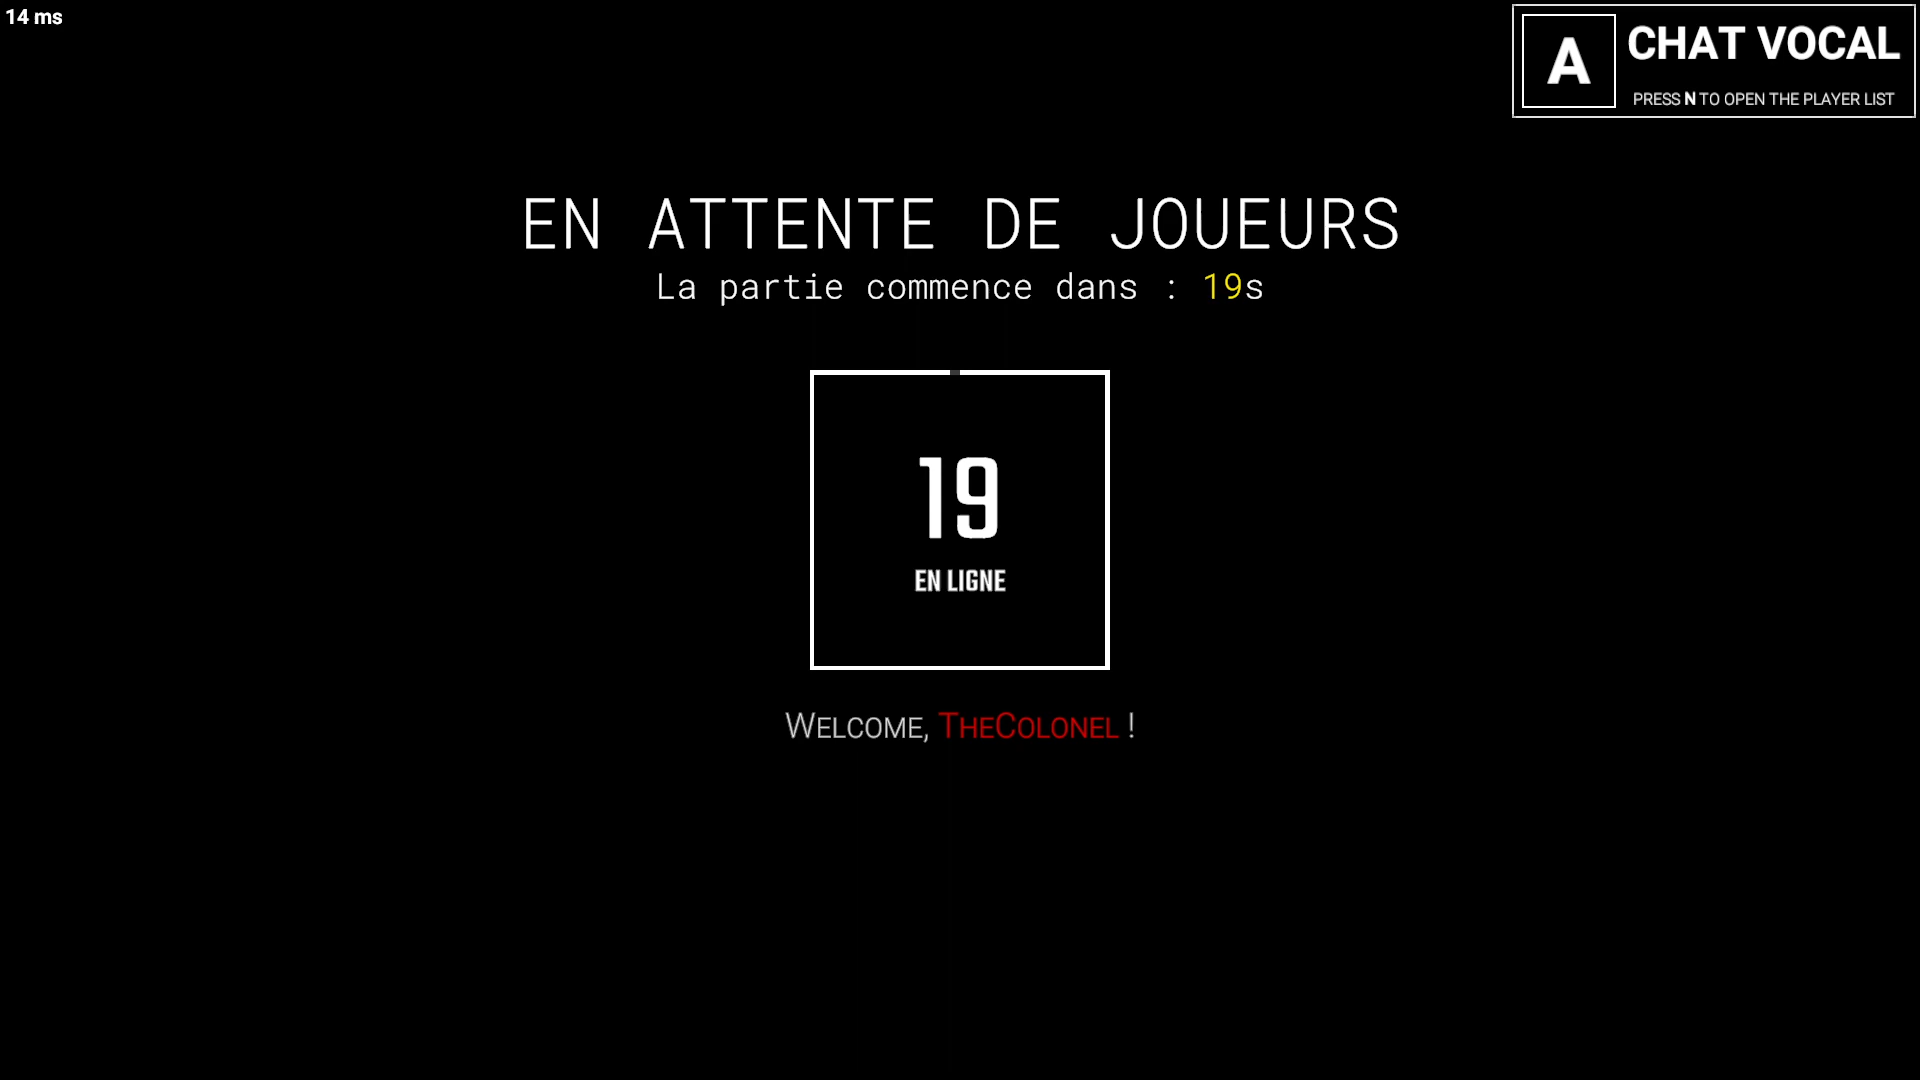 14 ms
A
CHAT VOCAL
PRESS N TO OPEN THE PLAYER LIST
EN ATTENTE DE JOUEURS
La partie commence dans : 19s
19
EN LIGNE
WELCOME, THECOLONEL !